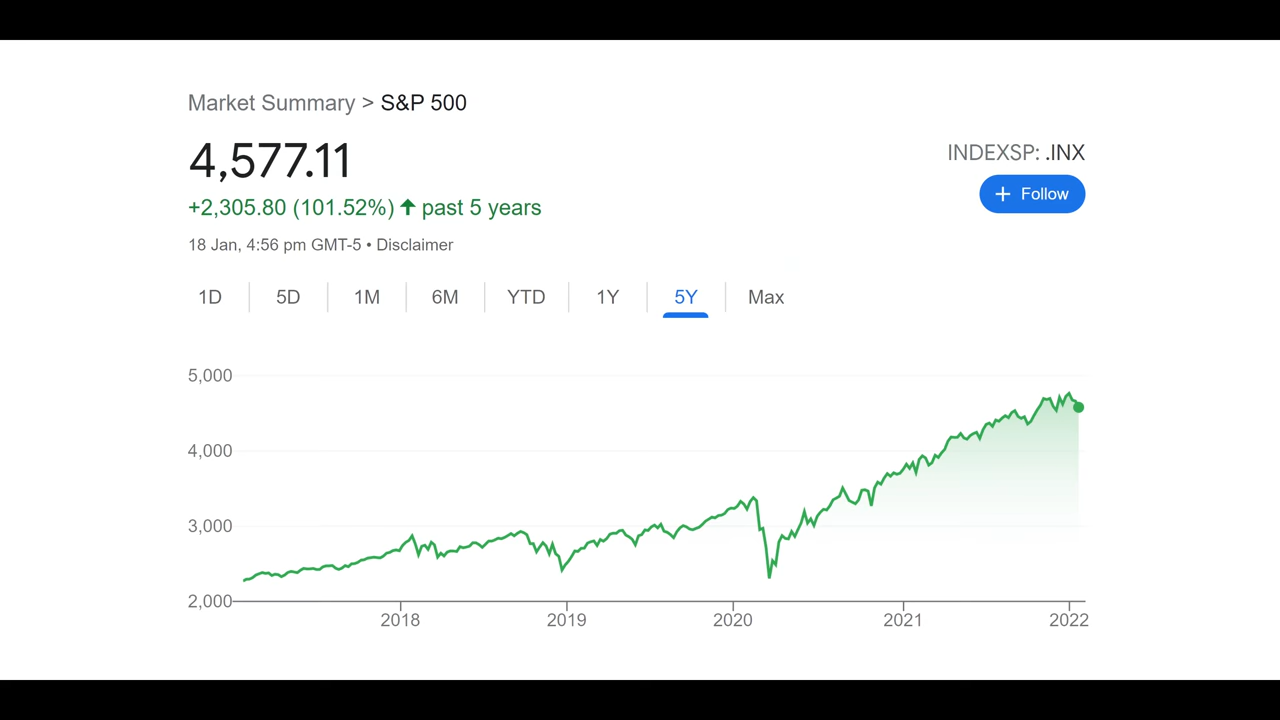 Market Summary > S&P 500
4,577.11
+2,305.80 (101.52%) ↑ past 5 years
18 Jan, 4:56 pm GMT-5 • Disclaimer
INDEXSP: .INX
+ Follow
1D 5D 1M 6M YTD 1Y 5Y Max
5,000
4,000
3,000
2,000
2018 2019 2020 2021 2022